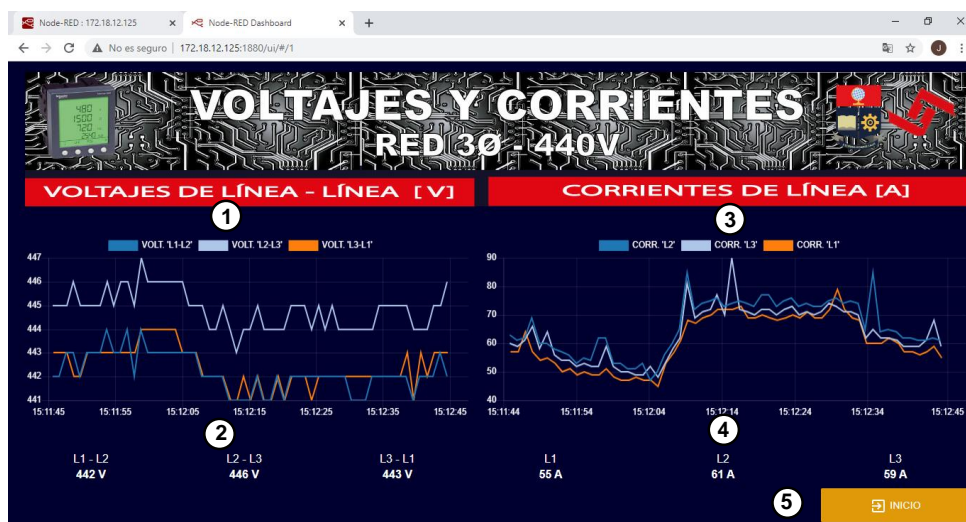 Node-RED : 172.18.12.125
Node-RED Dashboard
No es seguro | 172.18.12.125:1880/ui/#/1
J
VOLTAJES Y CORRIENTES
RED 3Ø - 440V
VOLTAJES DE LÍNEA - LÍNEA [ V]
CORRIENTES DE LÍNEA [A]
1
3
VOLT. 'L1-L2' VOLT. 'L2-L3' VOLT. 'L3-L1'
CORR. 'L2' CORR. 'L3' CORR. 'L1'
447
446
445
444
443
442
441
15:11:45 15:11:55 15:12:05 15:12:15 15:12:25 15:12:35 15:12:45
90
80
70
60
50
40
15:11:44 15:11:54 15:12:04 15:12:14 15:12:24 15:12:34 15:12:45
2
4
L1 - L2 L2 - L3 L3 - L1
442 V 446 V 443 V
L1 L2 L3
55 A 61 A 59 A
5
INICIO